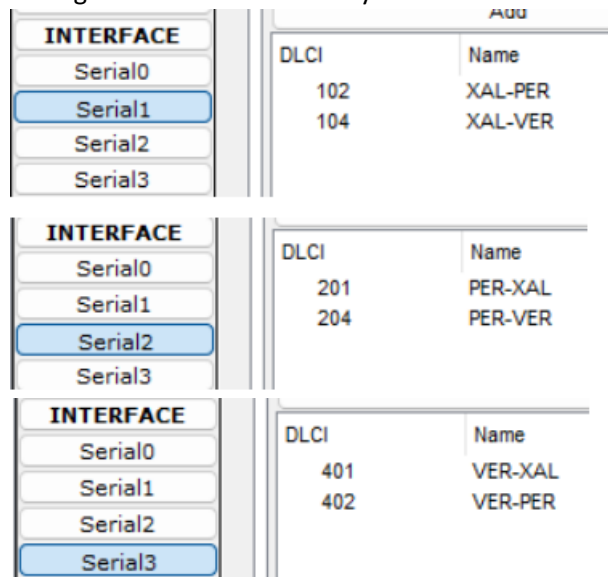 Add
INTERFACE
Serial0
Serial1
Serial2
Serial3
DLCI Name
102 XAL-PER
104 XAL-VER
INTERFACE
Serial0
Serial1
Serial2
Serial3
DLCI Name
201 PER-XAL
204 PER-VER
INTERFACE
Serial0
Serial1
Serial2
Serial3
DLCI Name
401 VER-XAL
402 VER-PER